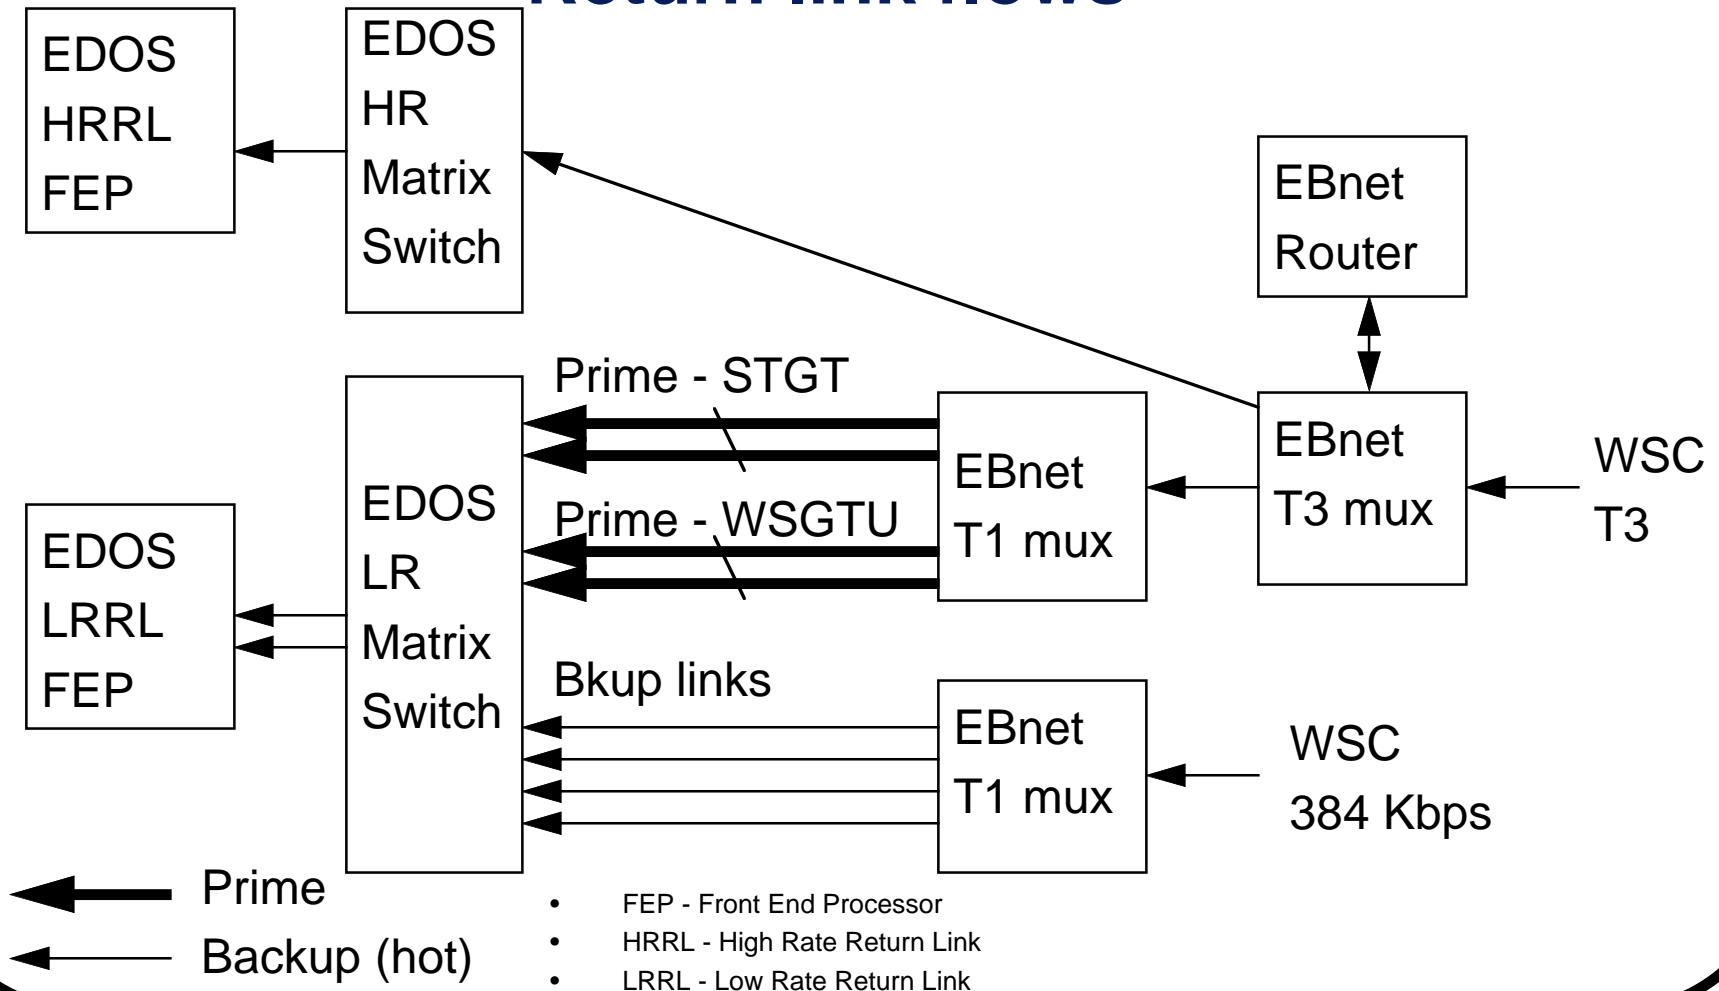 EDOS
HRRL
FEP
EDOS
HR
Matrix
Switch
EBnet
Router
Prime - STGT
Prime - WSGTU
EDOS
LR
Matrix
Switch
EBnet
T1 mux
EBnet
T3 mux
WSC
T3
EDOS
LRRL
FEP
Bkup links
EBnet
T1 mux
WSC
384 Kbps
Prime
Backup (hot)
• FEP - Front End Processor
• HRRL - High Rate Return Link
• LRRL - Low Rate Return Link